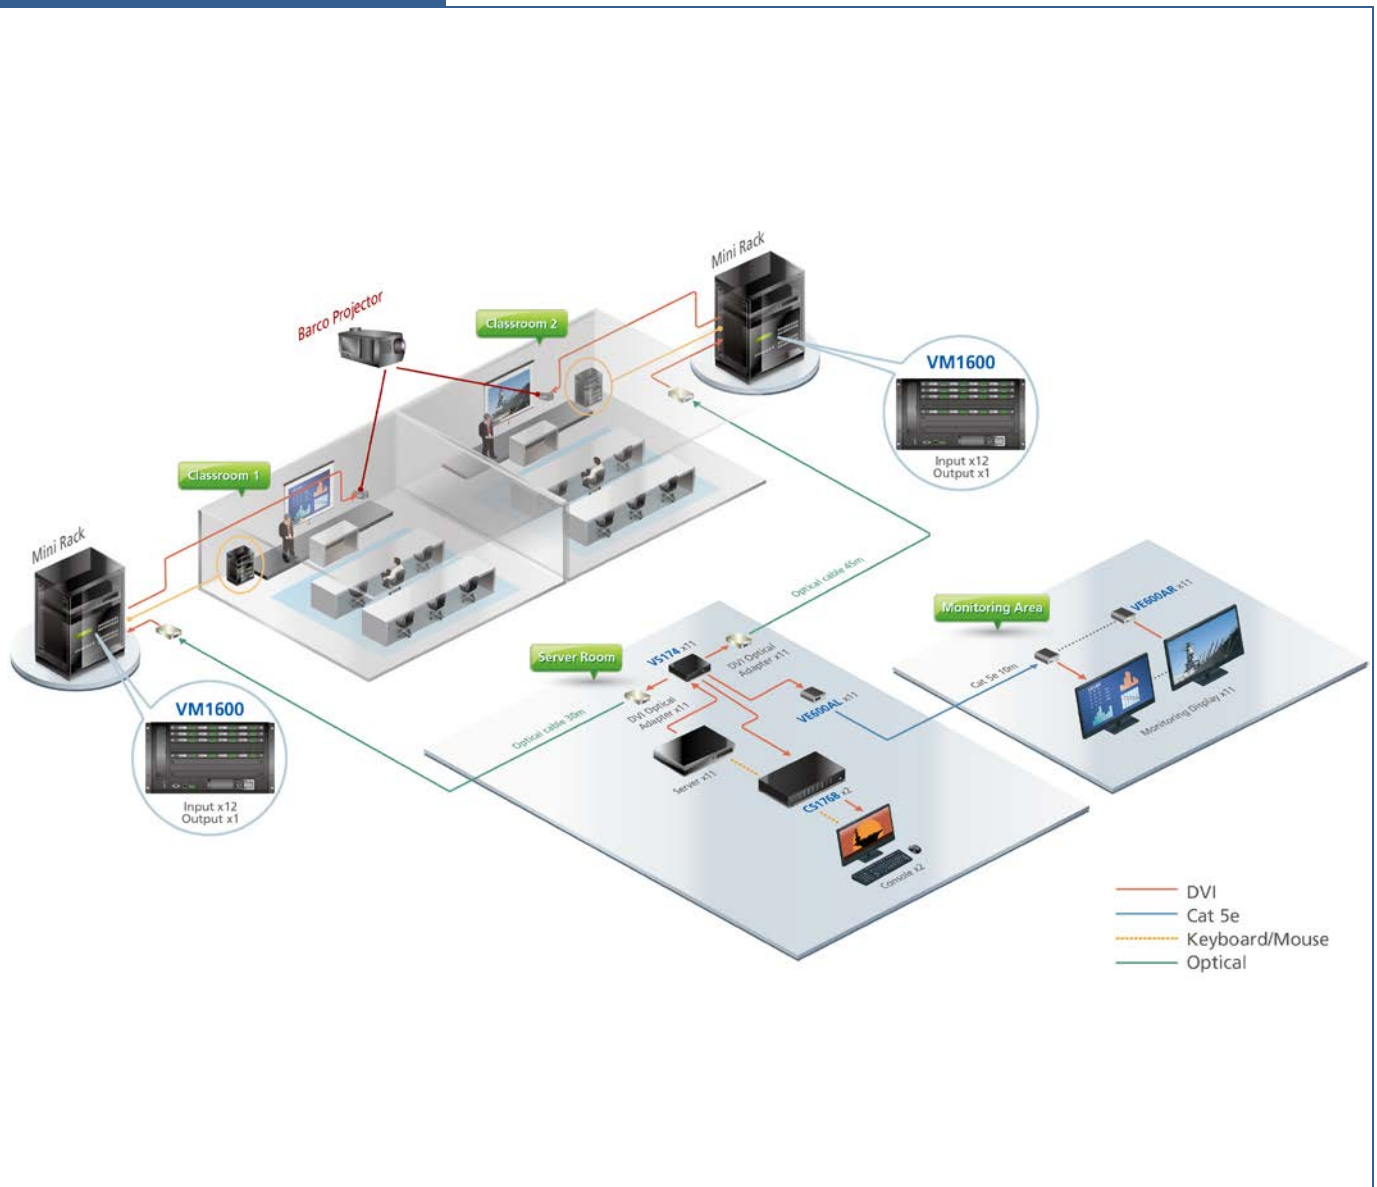 Mini Rack
Barco Projector
Classroom 2
VM1600
Input x12
Output x1
Classroom 1
Mini Rack
Optical cable 45m
VE600AR x11
Monitoring Area
VS174 x11
DVI Optical
Adapter x11
Server Room
Cat 5e 10m
VE600AL x11
DVI Optical
Adapter x11
Monitoring Display x11
VM1600
Optical cable 30m
Server x11
CS1768 x2
Input x12
Output x1
Console x2
DVI
Cat 5e
Keyboard/Mouse
Optical